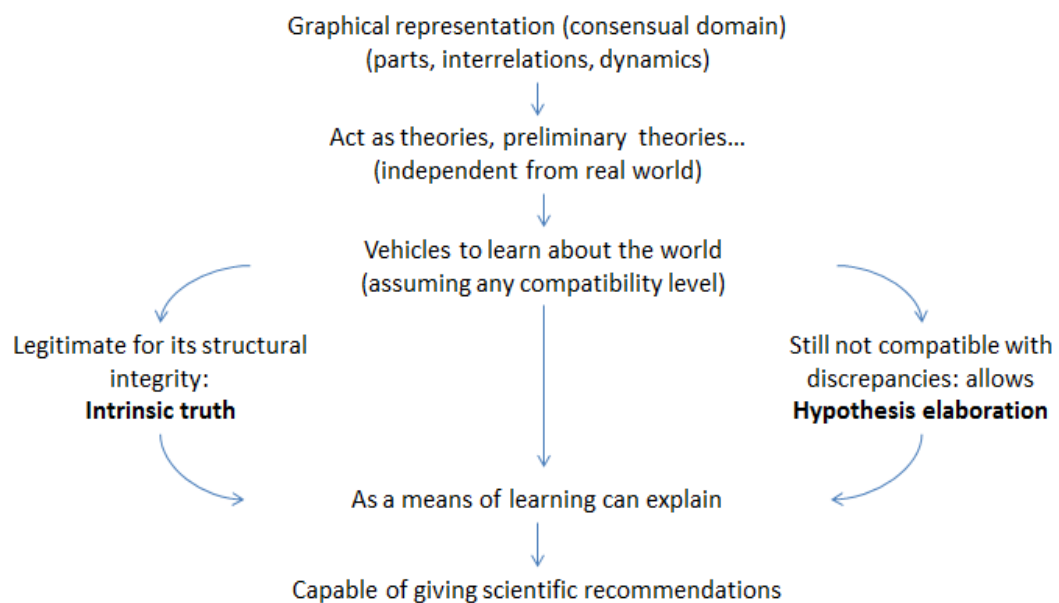 Graphical representation (consensual domain)
(parts, interrelations, dynamics)
Act as theories, preliminary theories...
(independent from real world)
Vehicles to learn about the world
(assuming any compatibility level)
Legitimate for its structural
integrity:
Intrinsic truth
Still not compatible with
discrepancies: allows
Hypothesis elaboration
As a means of learning can explain
Capable of giving scientific recommendations